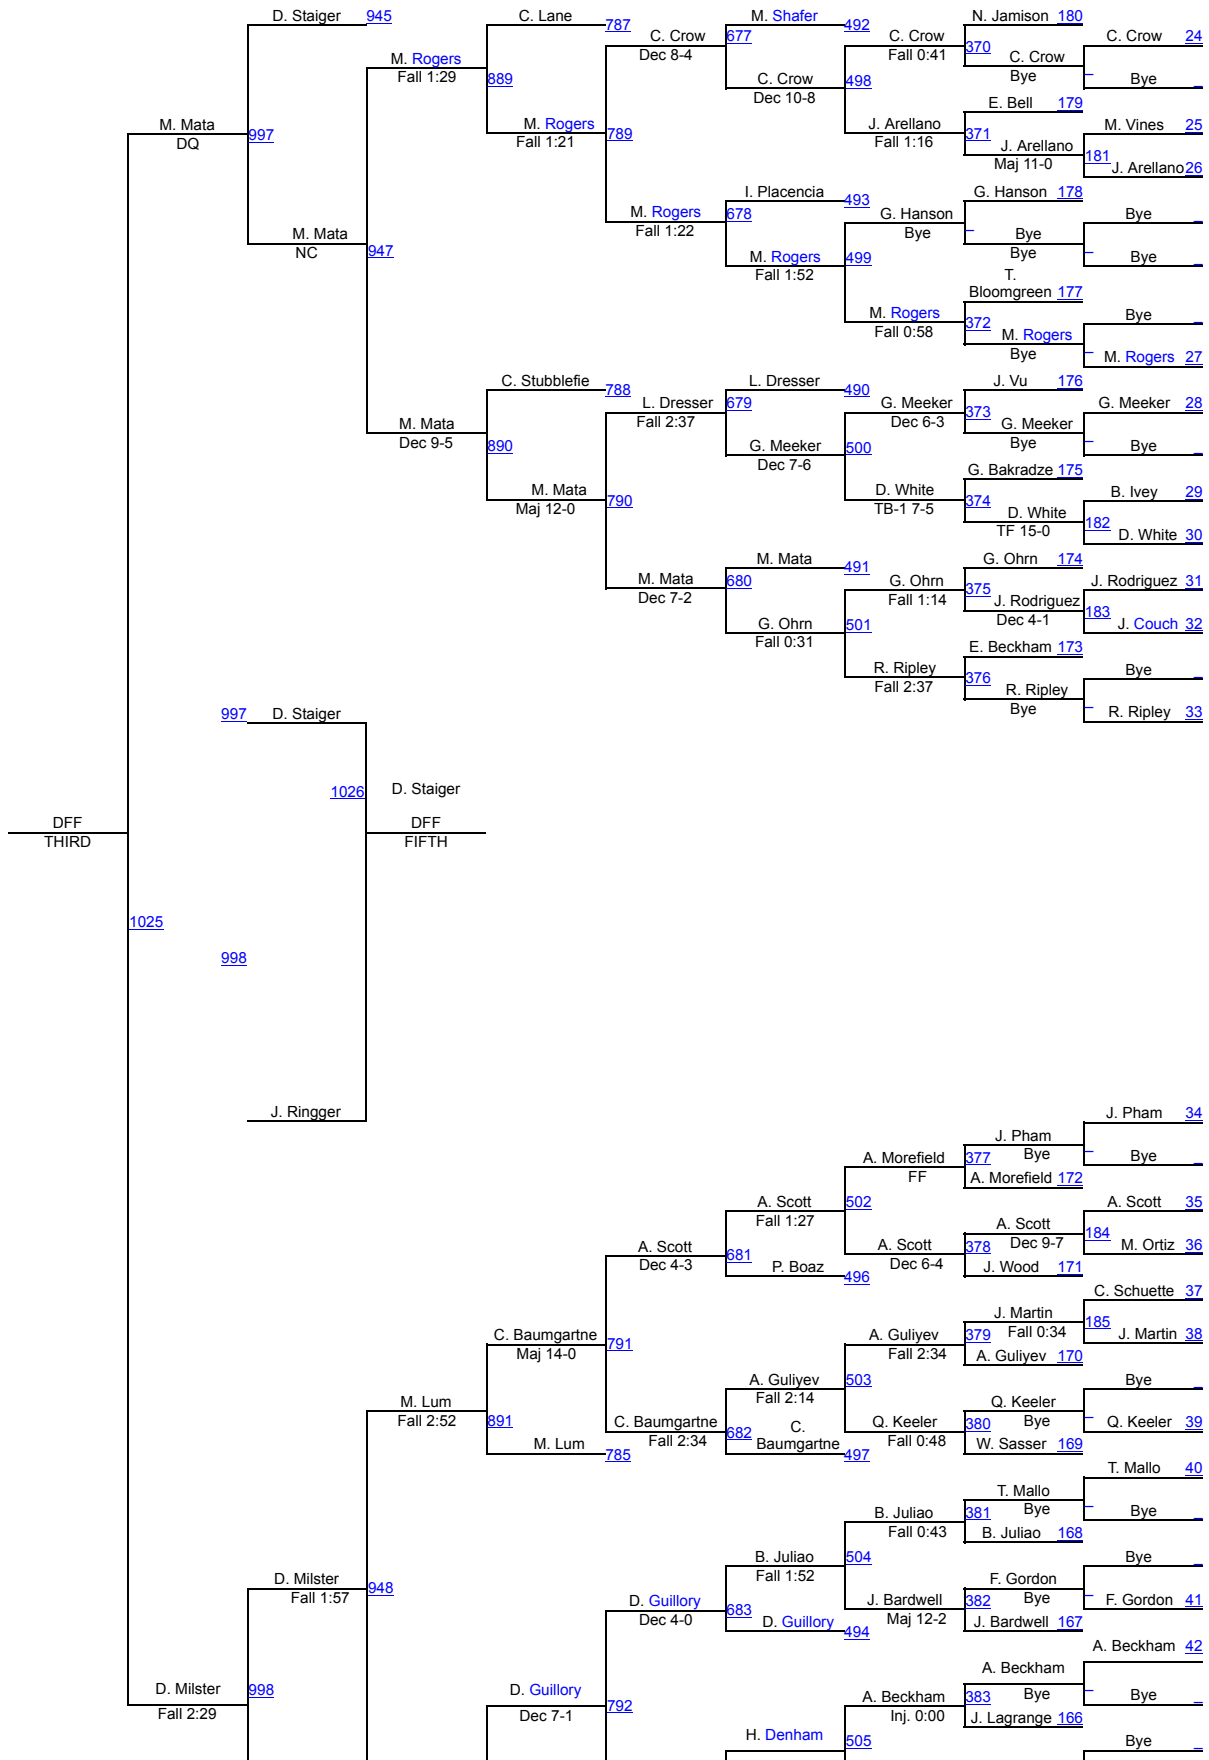 D. Staiger 945
C. Lane 787
M. Shafer 492
N. Jamison 180
C. Crow 24
C. Crow 677
Dec 8-4
C. Crow
Fall 0:41
370
C. Crow
Bye
Bye
M. Rogers
Fall 1:29
889
C. Crow
Dec 10-8
498
E. Bell 179
M. Mata
DQ
997
M. Rogers
Fall 1:21
789
J. Arellano
Fall 1:16
371
J. Arellano
Maj 11-0
M. Vines 25
181
J. Arellano 26
I. Placencia 493
G. Hanson 178
M. Rogers
Fall 1:22
678
G. Hanson
Bye
Bye
Bye
Bye
Bye
M. Mata
NC
947
M. Rogers
Fall 1:52
499
T.
Bloomgreen 177
M. Rogers
Fall 0:58
372
M. Rogers
Bye
Bye
M. Rogers 27
C. Stubblefie 788
L. Dresser 490
J. Vu 176
L. Dresser
Fall 2:37
679
G. Meeker
Dec 6-3
373
G. Meeker
Bye
G. Meeker 28
Bye
M. Mata
Dec 9-5
890
G. Meeker
Dec 7-6
500
G. Bakradze 175
M. Mata
Maj 12-0
790
D. White
TB-1 7-5
374
D. White
TF 15-0
B. Ivey 29
182
D. White 30
M. Mata 491
G. Ohrn 174
M. Mata
Dec 7-2
680
G. Ohrn
Fall 1:14
375
J. Rodriguez
Dec 4-1
J. Rodriguez 31
183
J. Couch 32
G. Ohrn
Fall 0:31
501
E. Beckham 173
R. Ripley
Fall 2:37
376
R. Ripley
Bye
Bye
R. Ripley 33
997 D. Staiger
1026 D. Staiger
DFF
THIRD
DFF
FIFTH
1025
998
J. Ringger
J. Pham 34
J. Pham
Bye
Bye
A. Morefield
FF
377
A. Morefield 172
A. Scott
Fall 1:27
502
A. Scott 35
A. Scott
Dec 9-7
184
M. Ortiz 36
A. Scott
Dec 4-3
681
P. Boaz 496
A. Scott
Dec 6-4
378
J. Wood 171
C. Schuette 37
J. Martin
Fall 0:34
185
J. Martin 38
C. Baumgartne
Maj 14-0
791
A. Guliyev
Fall 2:34
379
A. Guliyev 170
A. Guliyev
Fall 2:14
503
Bye
M. Lum
Fall 2:52
891
C. Baumgartne
Fall 2:34
682
C.
Baumgartne 497
Q. Keeler
Fall 0:48
Q. Keeler
Bye
380
Q. Keeler 39
W. Sasser 169
M. Lum 785
T. Mallo 40
T. Mallo
Bye
Bye
B. Juliao
Fall 0:43
381
B. Juliao 168
B. Juliao
Fall 1:52
504
Bye
D. Milster
Fall 1:57
948
D. Guillory
Dec 4-0
683
D. Guillory 494
J. Bardwell
Maj 12-2
F. Gordon
Bye
382
F. Gordon 41
J. Bardwell 167
A. Beckham 42
D. Milster
Fall 2:29
998
D. Guillory
Dec 7-1
792
A. Beckham
Bye
Bye
A. Beckham
Inj. 0:00
383
J. Lagrange 166
H. Denham 505
Bye